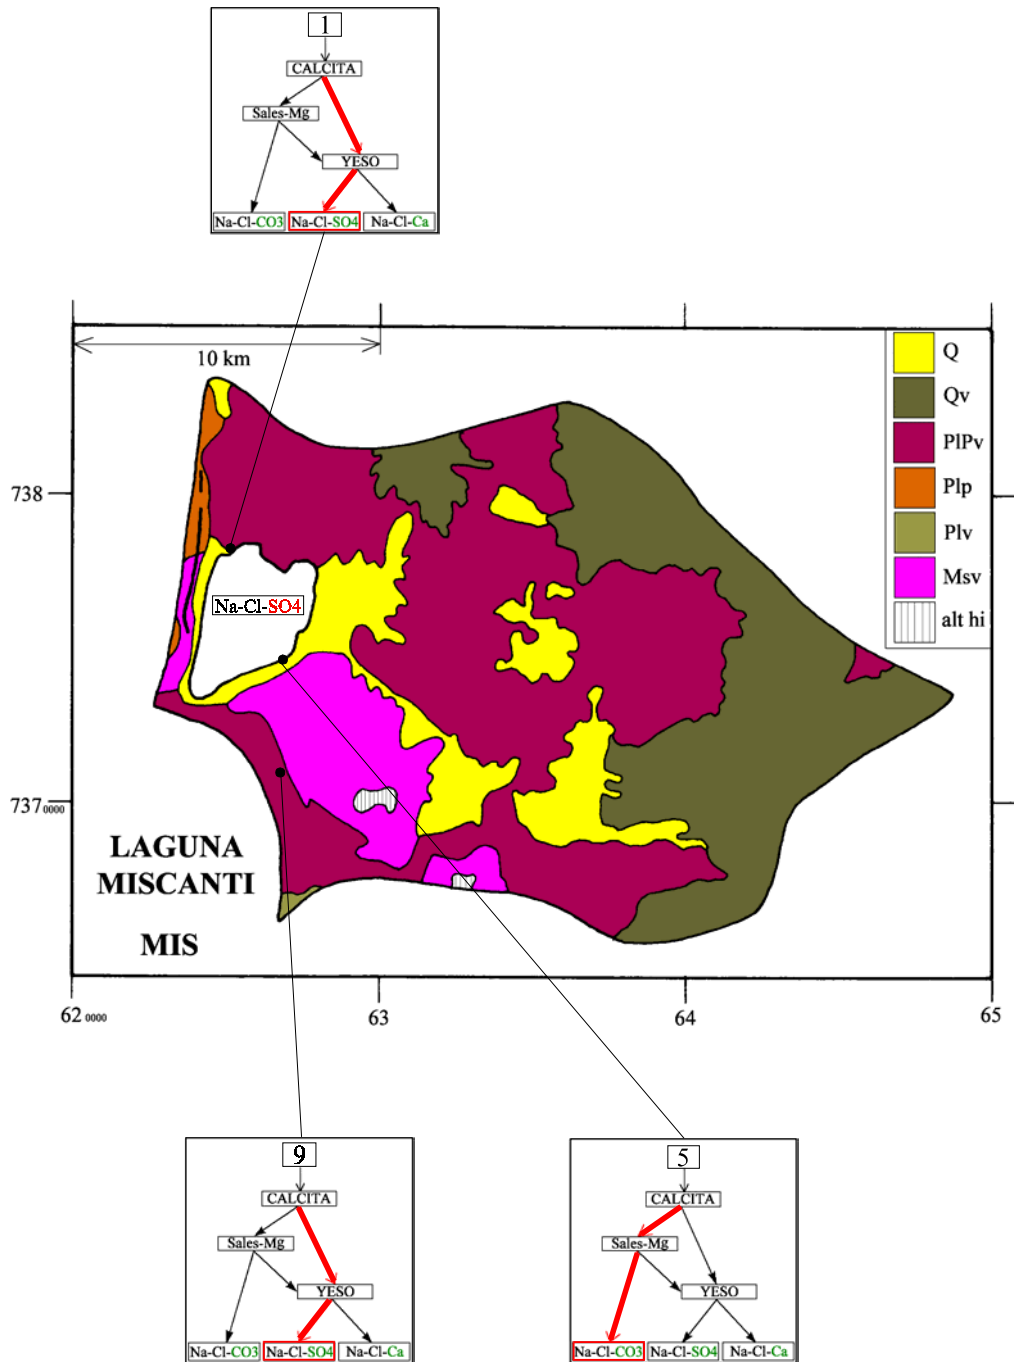 1
CALCITA
Sales-Mg
YESO
Na-Cl-CO3
Na-Cl-SO4
Na-Cl-Ca
10 km
Q
Qv
PlPv
Plp
Plv
Msv
alt hi
738
Na-Cl-SO4
737 0000
LAGUNA
MISCANTI
MIS
62 0000
63
64
65
9
CALCITA
Sales-Mg
YESO
Na-Cl-CO3
Na-Cl-SO4
Na-Cl-Ca
5
CALCITA
Sales-Mg
YESO
Na-Cl-CO3
Na-Cl-SO4
Na-Cl-Ca